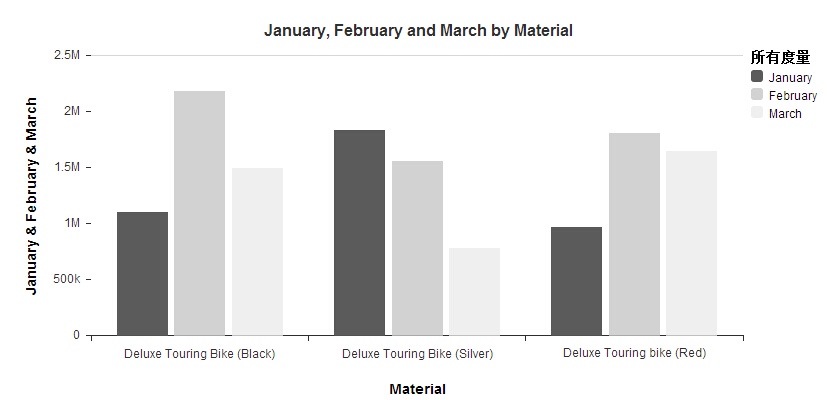 January, February and March by Material
所有度量
January
February
March
January & February & March
2.5M
2M
1.5M
1M
500k
0
Deluxe Touring Bike (Black)
Deluxe Touring Bike (Silver)
Deluxe Touring bike (Red)
Material